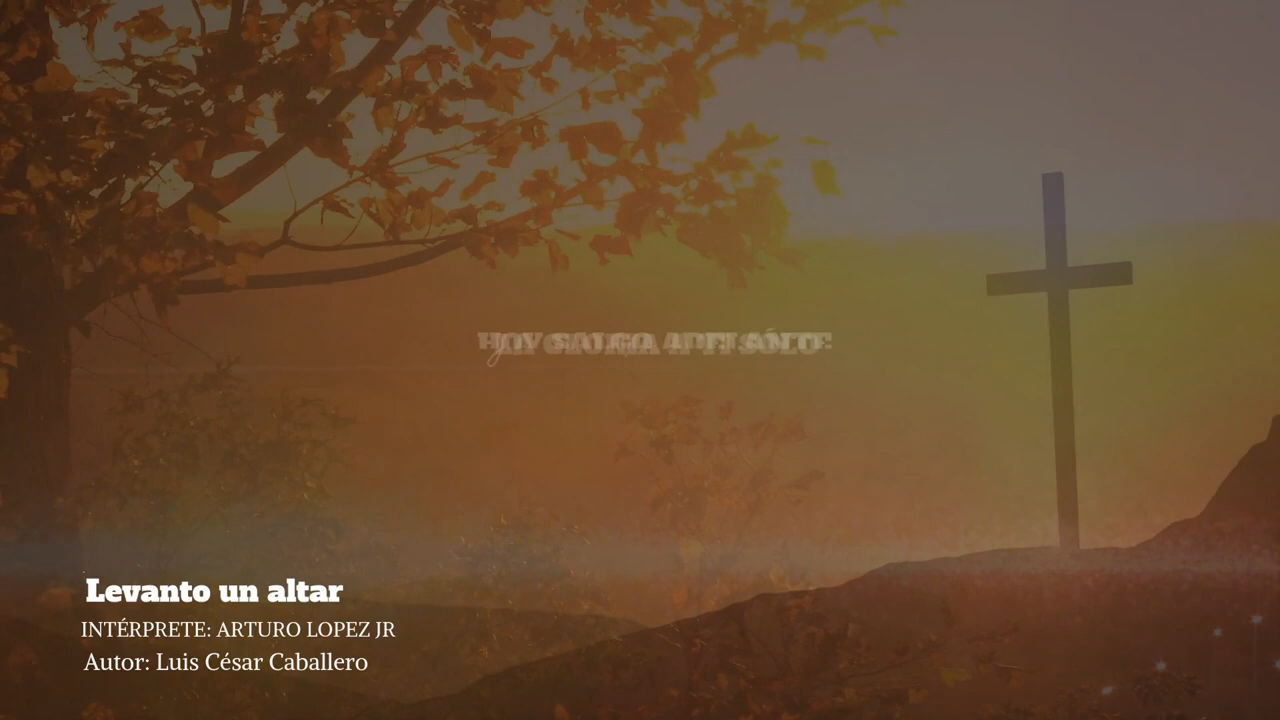 Levanto un altar
INTÉRPRETE: ARTURO LOPEZ JR
Autor: Luis César Caballero